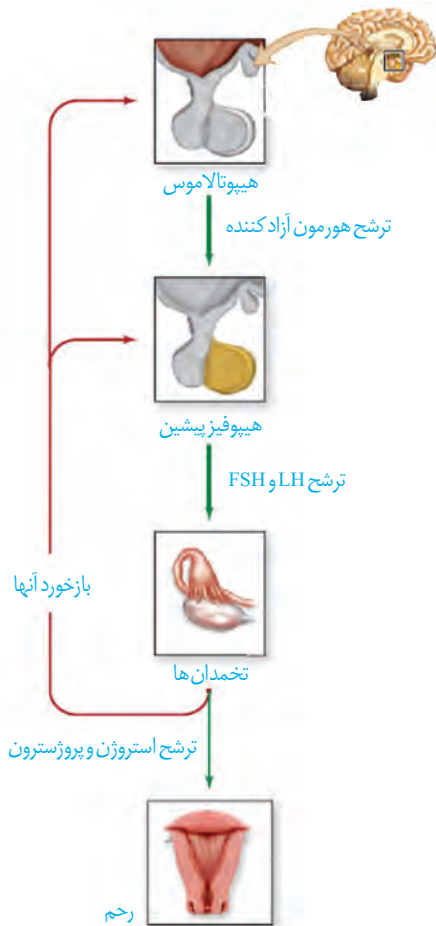 هیپوتالاموس
ترشح هورمون آزادکننده
هیپوفیز پیشین
ترشح LH و FSH
بازخورد آنها
تخمدان‌ها
ترشح استروژن و پروژسترون
رحم